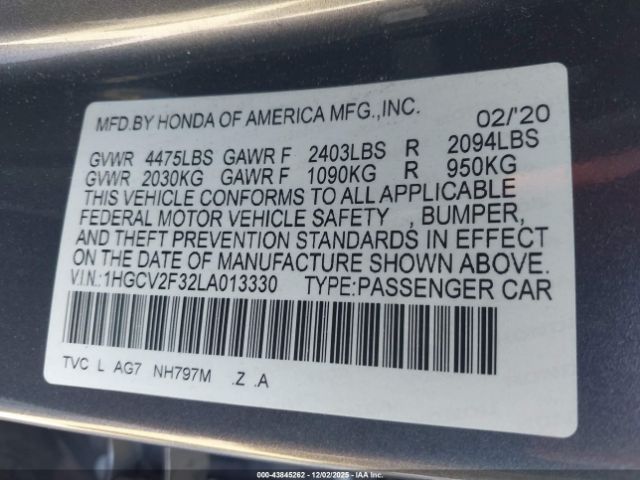 MFD.BY HONDA OF AMERICA MFG.,INC. 02/'20
GVWR 4475LBS GAWR F 2403LBS R 2094LBS
GVWR 2030KG GAWR F 1090KG R 950KG
THIS VEHICLE CONFORMS TO ALL APPLICABLE
FEDERAL MOTOR VEHICLE SAFETY , BUMPER,
AND THEFT PREVENTION STANDARDS IN EFFECT
ON THE DATE OF MANUFACTURE SHOWN ABOVE.
V.I.N.:1HGCV2F32LA013330 TYPE:PASSENGER CAR
TVC L AG7 NH797M .Z .A
000-43845262 - 12/02/2025 - IAAI.COM